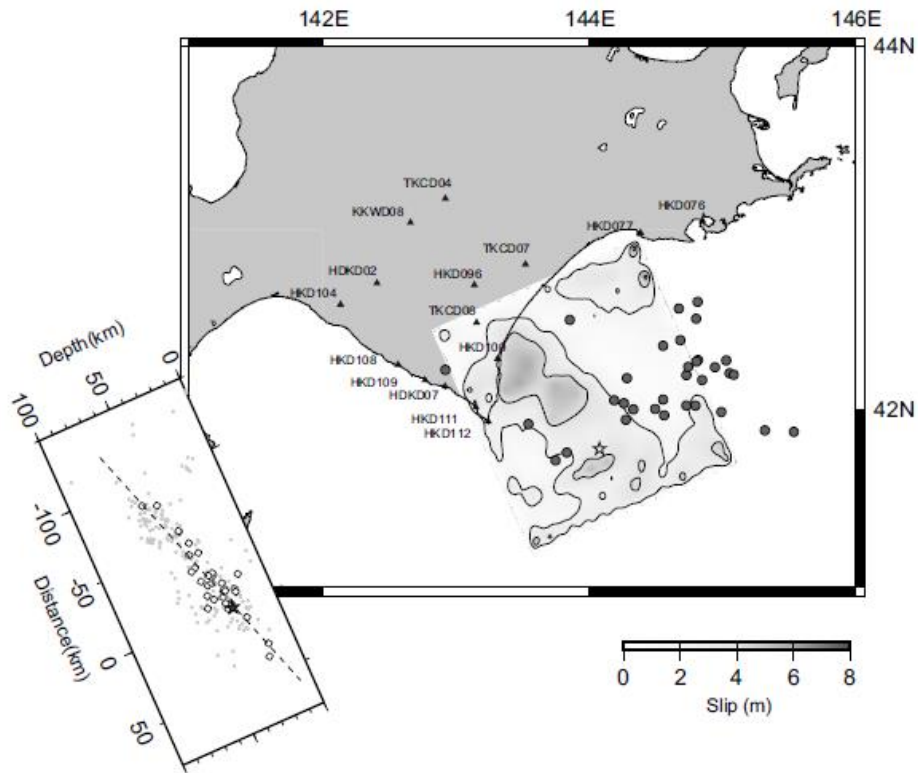 142E 144E 146E
44N
TKCD04
KKWD08
HKD076
HKD077
TKCD07
HDKD02
HKD096
HKD104
TKCD08
HKD100
HKD108
HKD109
HDKD07
HKD111
HKD112
42N
Depth(km)
100 50 0
-100
-50
0
50
Distance(km)
0 2 4 6 8
Slip (m)